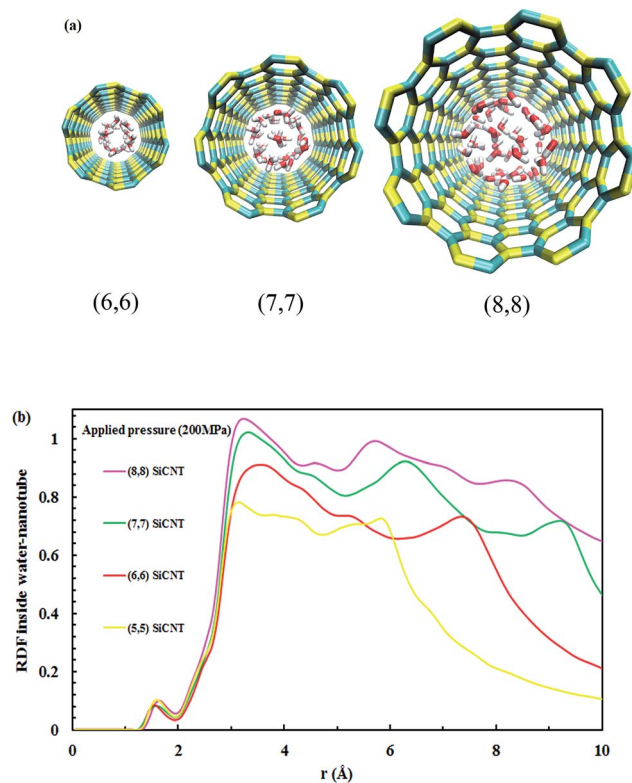 (a)
(6,6)
(7,7)
(8,8)
(b)
Applied pressure (200MPa)
(8,8) SiCNT
(7,7) SiCNT
(6,6) SiCNT
(5,5) SiCNT
RDF inside water-nanotube
1
0.8
0.6
0.4
0.2
0
0
2
4
6
8
10
r (Å)